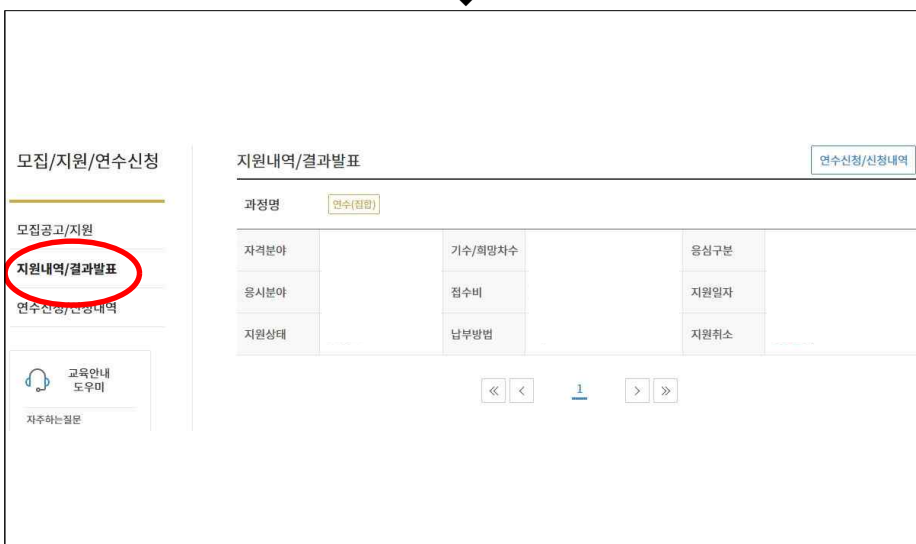 모집/지원/연수신청
모집공고/지원
지원내역/결과발표
연수신청/신청내역
교육안내
도우미
자주하는질문
지원내역/결과발표
연수신청/신청내역
과정명 연수(집합)
자격분야 기수/희망차수 응심구분
응시분야 접수비 지원일자
지원상태 납부방법 지원취소
« < 1 > »